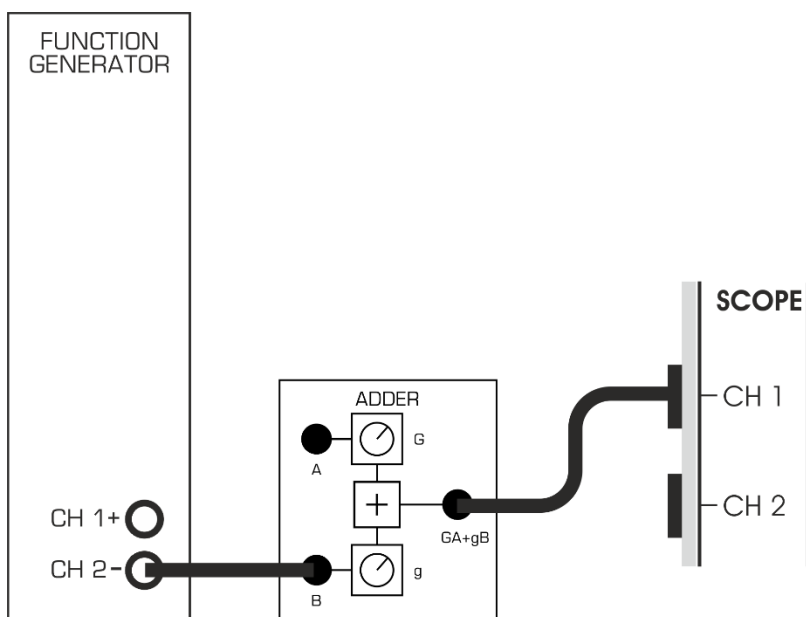 FUNCTION
GENERATOR
SCOPE
ADDER
CH 1
G
A
CH 1+
CH 2
GA+gB
CH 2-
g
B